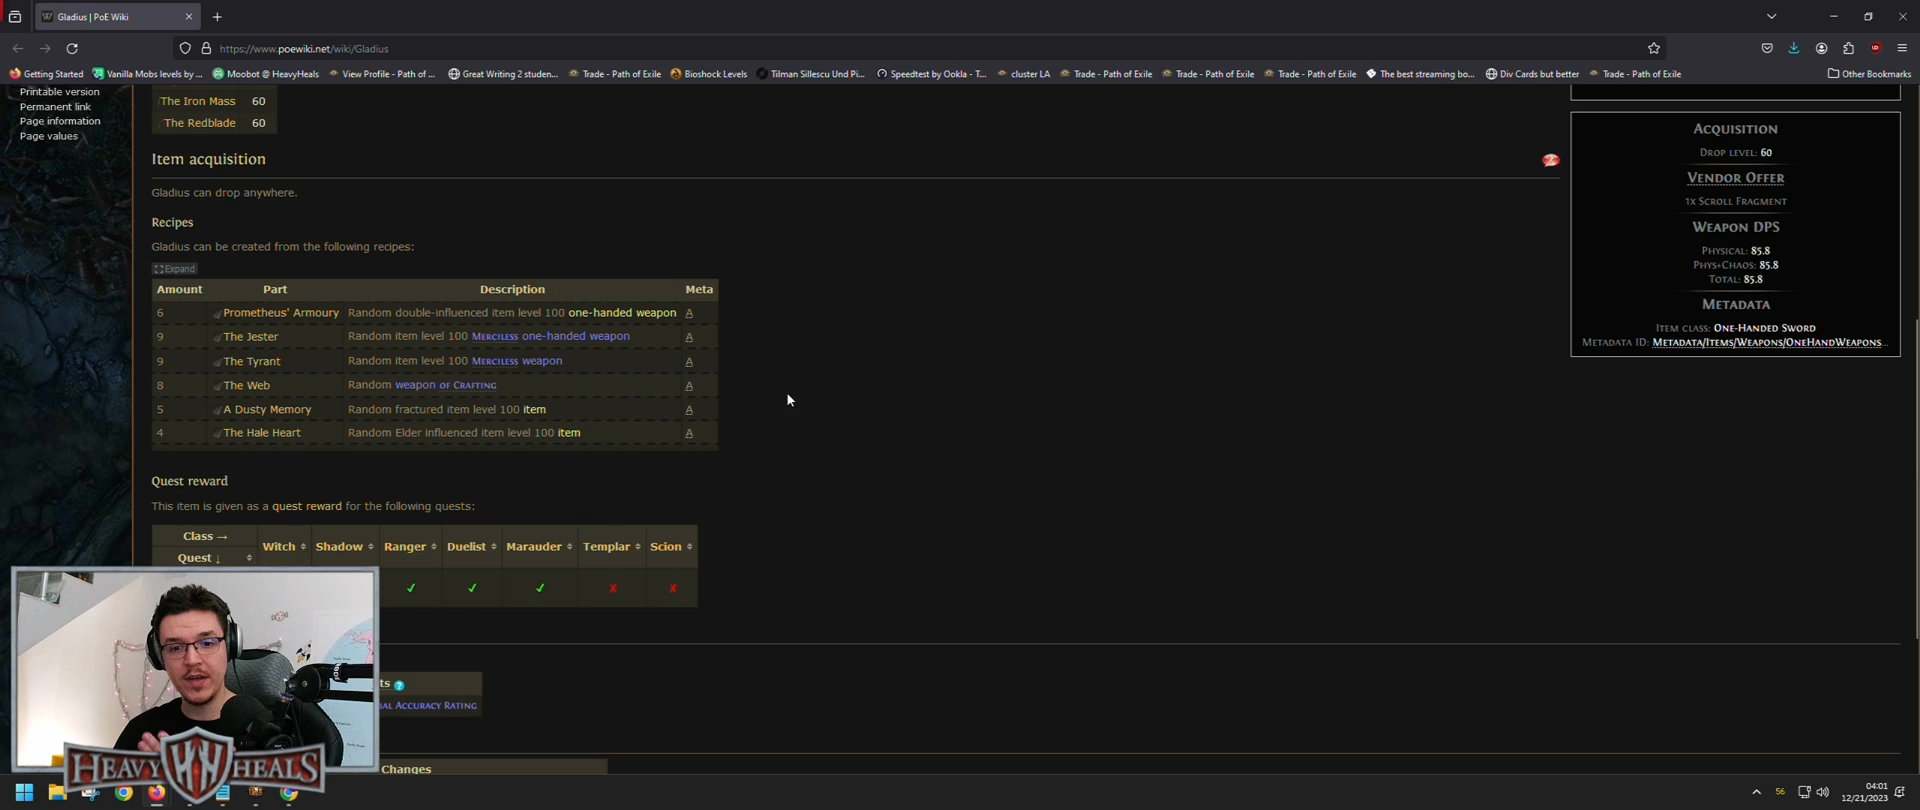 Gladius | PoE Wiki
https://www.poewiki.net/wiki/Gladius
Getting Started
Vanilla Mobs levels by ...
Moobot @ HeavyHeals
View Profile - Path of ...
Great Writing 2 studen...
Trade - Path of Exile
Bioshock Levels
Tilman Sillescu Und Pi...
Speedtest by Ookla - T...
cluster LA
Trade - Path of Exile
Trade - Path of Exile
Trade - Path of Exile
The best streaming bo...
Div Cards but better
Trade - Path of Exile
Other Bookmarks
Printable version
Permanent link
Page information
Page values
The Iron Mass 60
The Redblade 60
Item acquisition
Gladius can drop anywhere.
Recipes
Gladius can be created from the following recipes:
Expand
Amount Part Description Meta
6 Prometheus' Armoury Random double-influenced item level 100 one-handed weapon A
9 The Jester Random item level 100 Merciless one-handed weapon A
9 The Tyrant Random item level 100 Merciless weapon A
8 The Web Random weapon of Crafting A
5 A Dusty Memory Random fractured item level 100 item A
4 The Hale Heart Random Elder influenced item level 100 item A
Quest reward
This item is given as a quest reward for the following quests:
Class → Witch Shadow Ranger Duelist Marauder Templar Scion
Quest ↓
✓ ✓ ✓ ✗ ✗
ts
al Accuracy Rating
Changes
Acquisition
Drop level: 60
Vendor Offer
1x Scroll Fragment
Weapon DPS
Physical: 85.8
Phys+Chaos: 85.8
Total: 85.8
Metadata
Item class: One-Handed Sword
Metadata ID: Metadata/Items/Weapons/OneHandWeapons...
HEAVY HEALS
56
04:01
12/21/2023